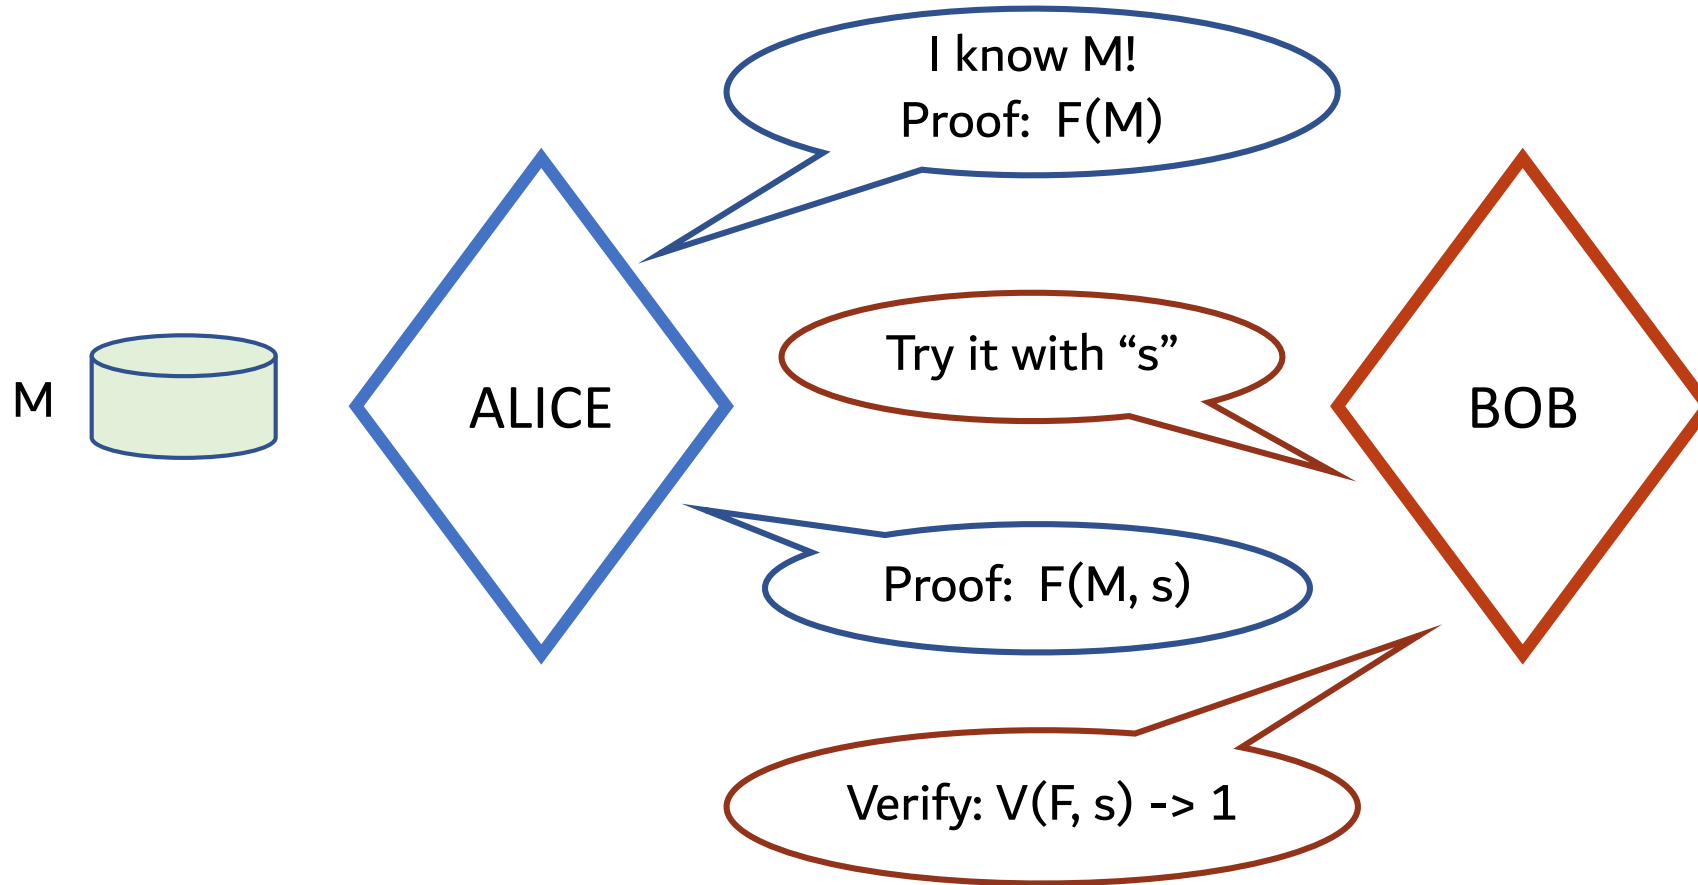 I know M!
Proof: F(M)
Try it with “s”
M
ALICE
BOB
Proof: F(M, s)
Verify: V(F, s) -> 1